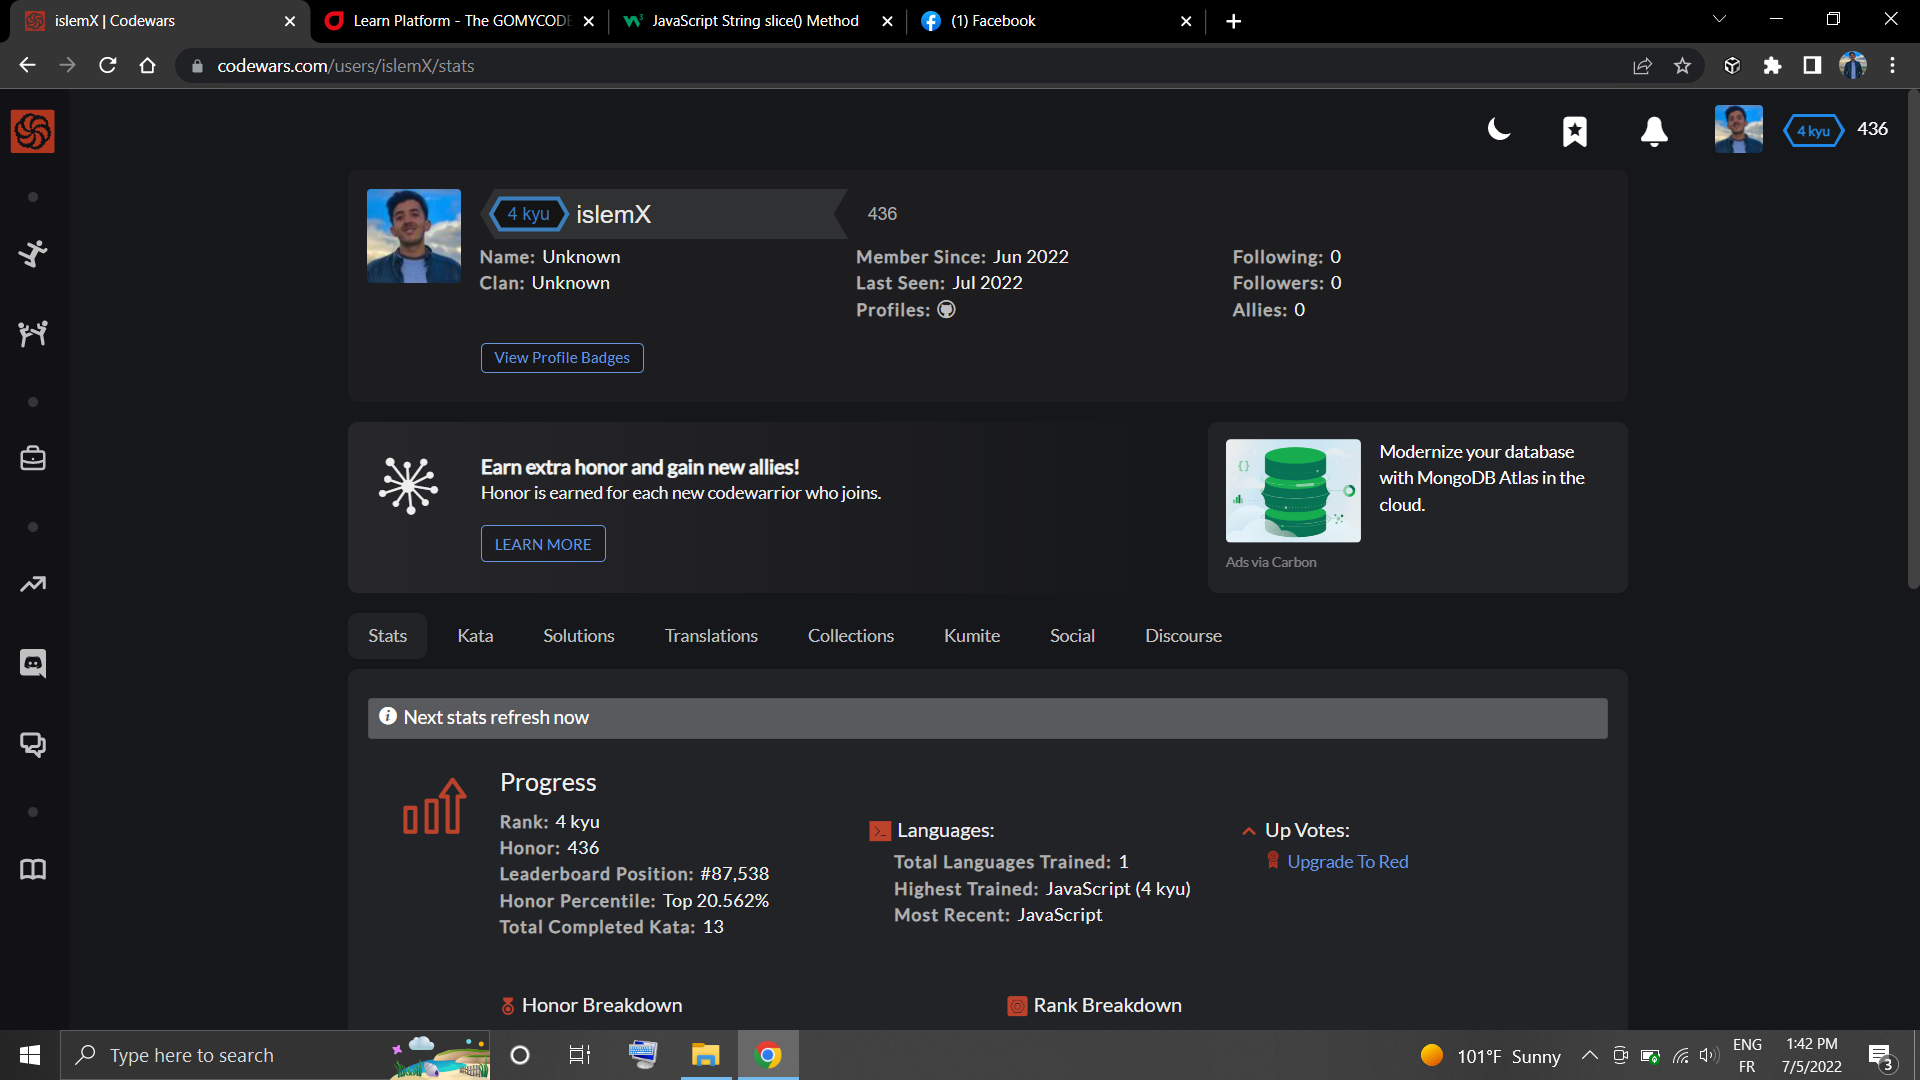 islemX | Codewars
Learn Platform - The GOMYCODE
JavaScript String slice() Method
(1) Facebook
codewars.com/users/islemX/stats
4 kyu
436
4 kyu
islemX
436
Name: Unknown
Clan: Unknown
Member Since: Jun 2022
Last Seen: Jul 2022
Profiles:
Following: 0
Followers: 0
Allies: 0
View Profile Badges
Earn extra honor and gain new allies!
Honor is earned for each new codewarrior who joins.
LEARN MORE
Modernize your database
with MongoDB Atlas in the
cloud.
Ads via Carbon
Stats
Kata
Solutions
Translations
Collections
Kumite
Social
Discourse
Next stats refresh now
Progress
Rank: 4 kyu
Honor: 436
Leaderboard Position: #87,538
Honor Percentile: Top 20.562%
Total Completed Kata: 13
Languages:
Total Languages Trained: 1
Highest Trained: JavaScript (4 kyu)
Most Recent: JavaScript
Up Votes:
Upgrade To Red
Honor Breakdown
Rank Breakdown
Type here to search
101°F Sunny
ENG
FR
1:42 PM
7/5/2022
3